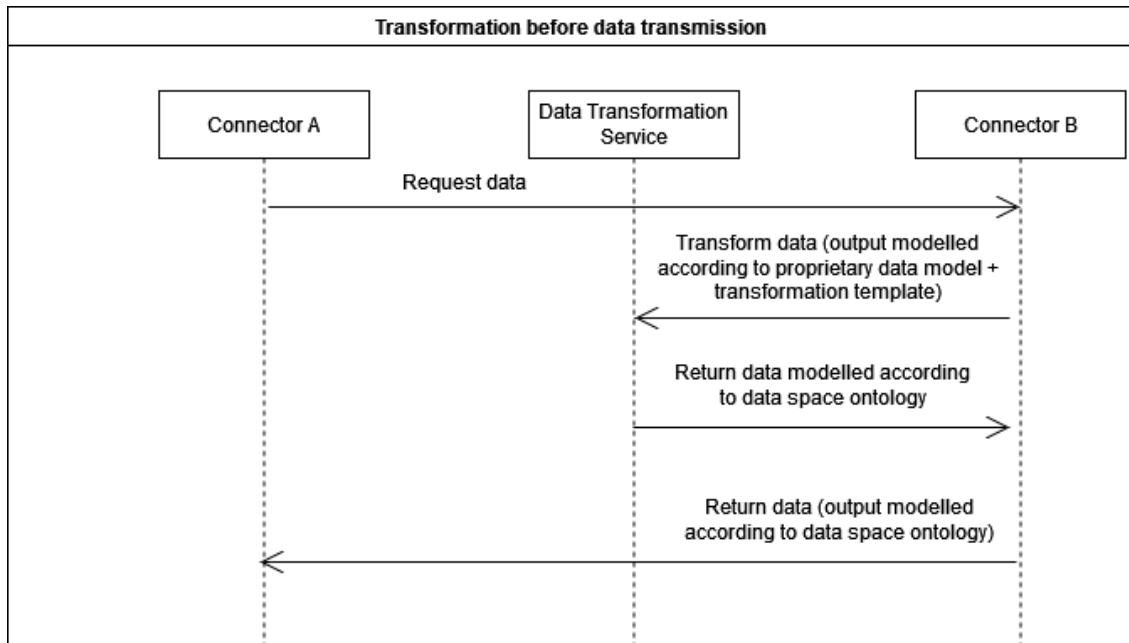 Transformation before data transmission
Connector A
Data Transformation
Service
Connector B
Request data
Transform data (output modelled
according to proprietary data model +
transformation template)
Return data modelled according
to data space ontology
Return data (output modelled
according to data space ontology)